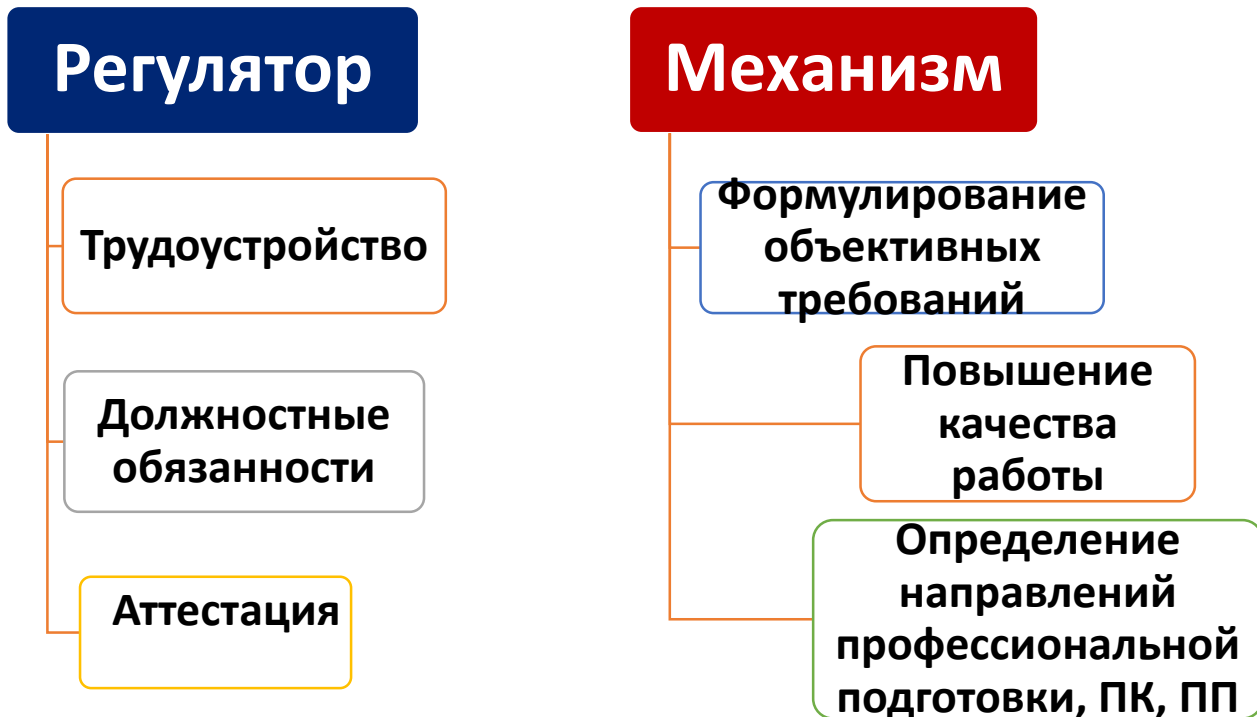 Регулятор
Трудоустройство
Должностные
обязанности
Аттестация
Механизм
Формулирование
объективных
требований
Повышение
качества
работы
Определение
направлений
профессиональной
подготовки, ПК, ПП